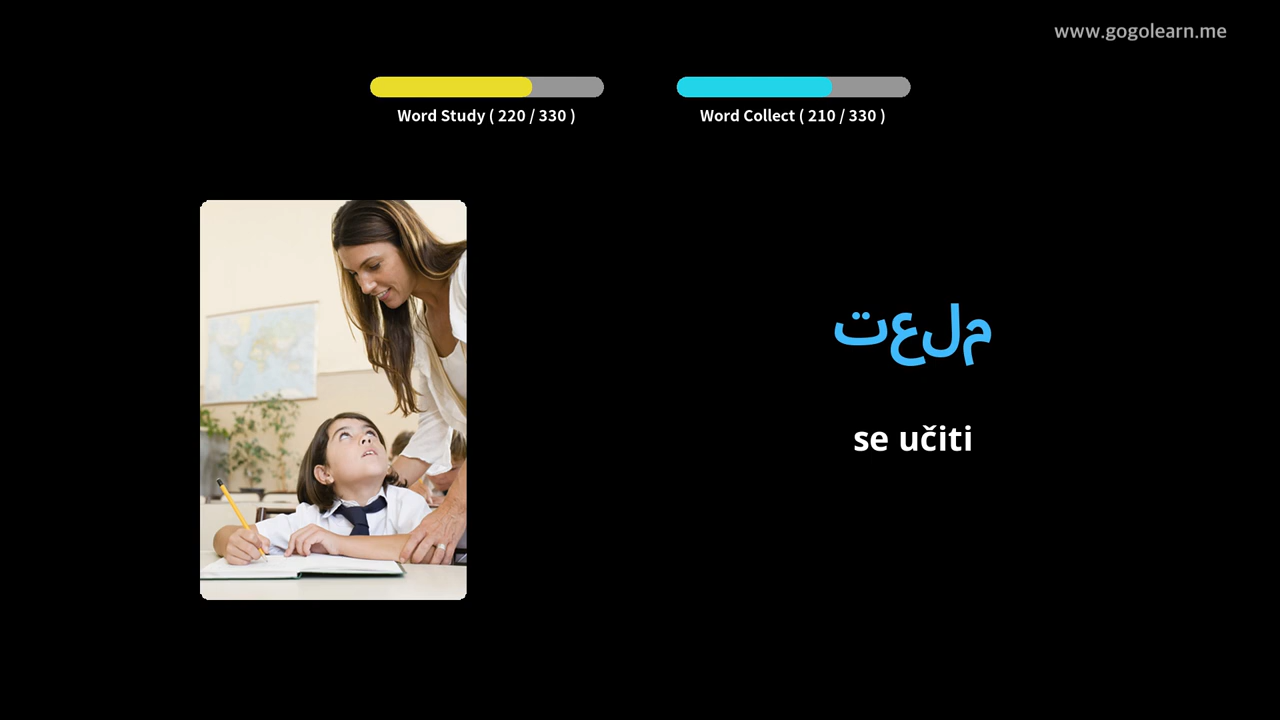 www.gogolearn.me
Word Study ( 220 / 330 )
Word Collect ( 210 / 330 )
تعلم
se učiti